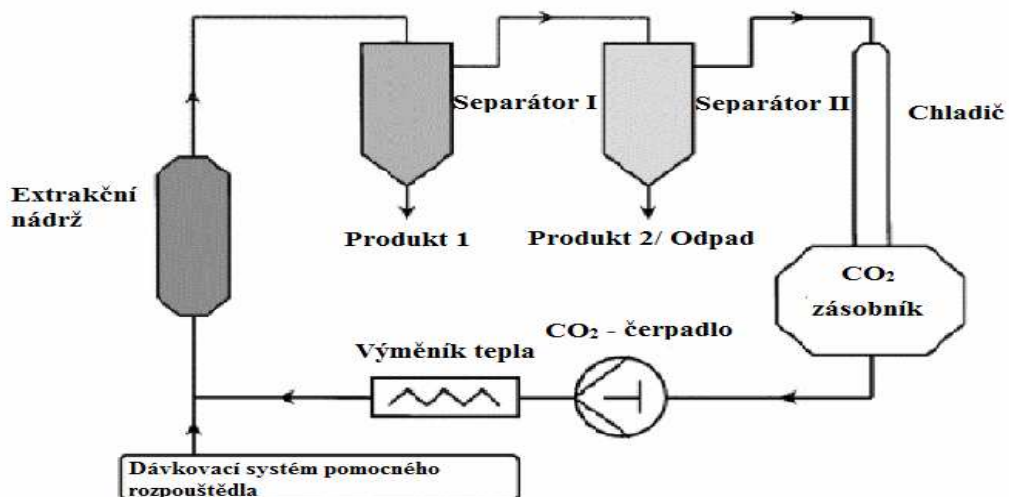 Separátor I
Separátor II
Chladič
Extrakční
nádrž
Produkt 1
Produkt 2/ Odpad
CO₂
zásobník
CO₂ - čerpadlo
Výměník tepla
Dávkovací systém pomocného
rozpouštědla